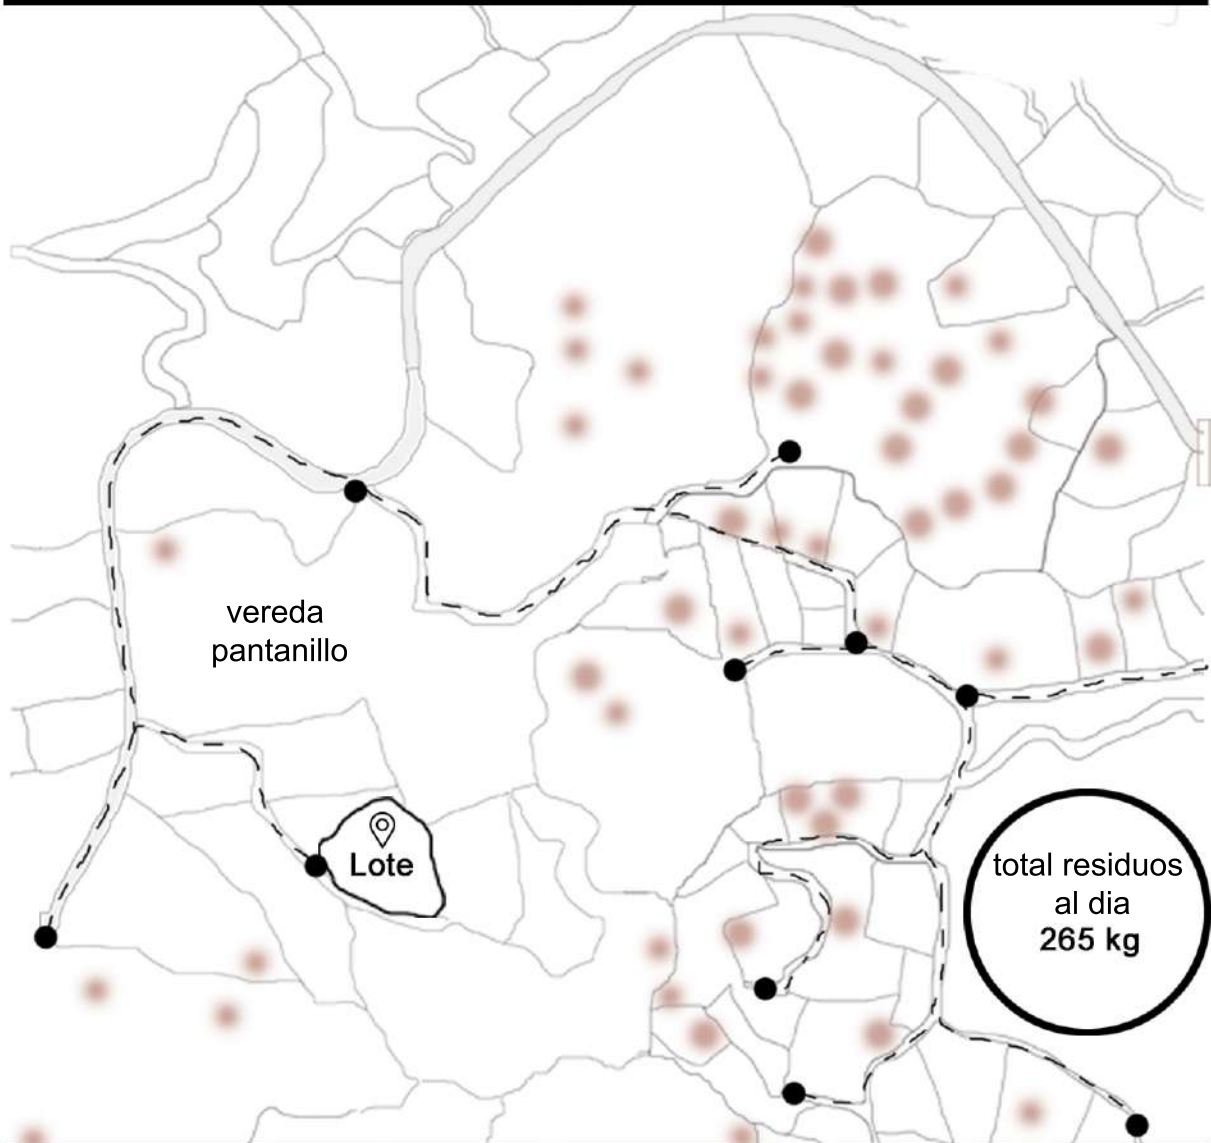 vereda
pantanillo
Lote
total residuos
al dia
265 kg